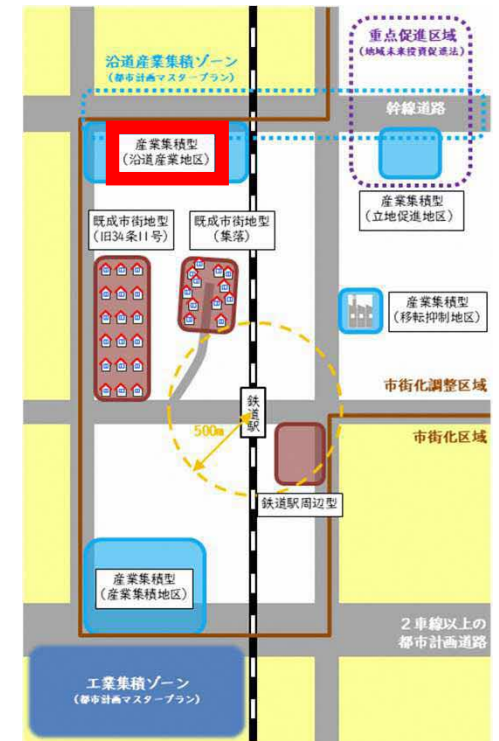 重点促進区域
(地域未来投資促進法)
沿道産業集積ゾーン
(都市計画マスタープラン)
幹線道路
産業集積型
(沿道産業地区)
産業集積型
(立地促進地区)
既成市街地型
(旧34条11号)
既成市街地型
(集落)
産業集積型
(移転抑制地区)
市街化調整区域
鉄道駅
500m
市街化区域
鉄道駅周辺型
産業集積型
(産業集積地区)
2車線以上の
都市計画道路
工業集積ゾーン
(都市計画マスタープラン)